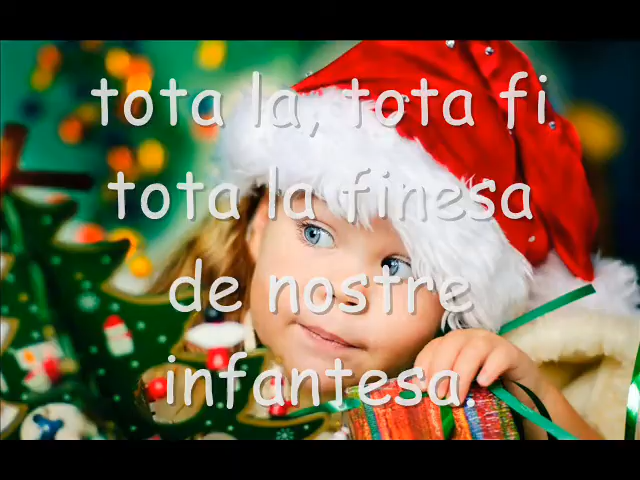 tota la, tota fi
tota la finesa
de nostre
infantesa